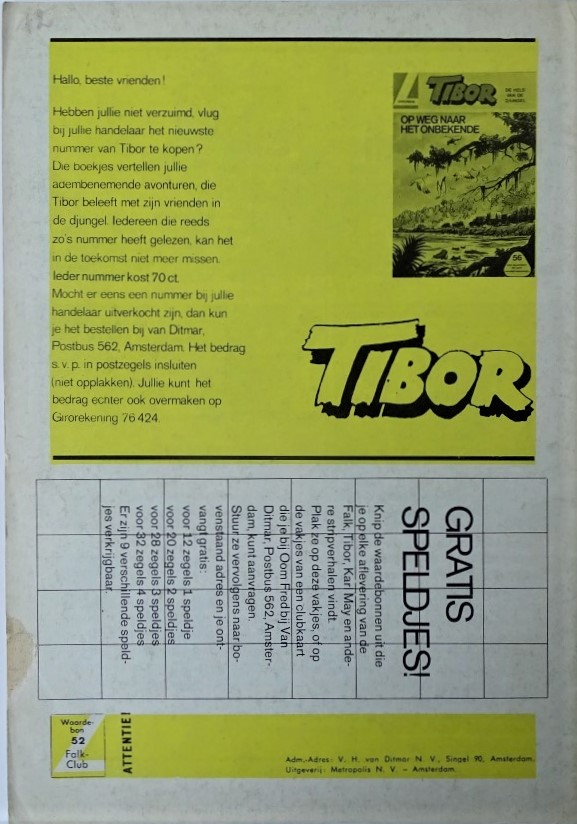 Hallo, beste vrienden!
Hebben jullie niet verzuimd, vlug
bij jullie handelaar het nieuwste
nummer van Tibor te kopen?
Die boekjes vertellen jullie
adembenemende avonturen, die
Tibor beleeft met zijn vrienden in
de djungel. Iedereen die reeds
zo's nummer heeft gelezen, kan het
in de toekomst niet meer missen.
Ieder nummer kost 70 ct.
Mocht er eens een nummer bij jullie
handelaar uitverkocht zijn, dan kun
je het bestellen bij van Ditmar,
Postbus 562, Amsterdam. Het bedrag
s.v.p. in postzegels insluiten
(niet opplakken). Jullie kunt het
bedrag echter ook overmaken op
Girorekening 76424.
TIBOR
DE HELD
VAN DE
DJUNGEL
OP WEG NAAR
HET ONBEKENDE
56
TIBOR
GRATIS
SPELDJES!
Knip de waardebonnen uit die
je op elke aflevering van de
Falk, Tibor, Karl May en ande-
re stripverhalen vindt.
Plak ze op deze vakjes, of op
de vakjes van een clubkaart
die je bij Oom Fred bij Van
Ditmar, Postbus 562, Amster-
dam, kunt aanvragen.
Stuur ze vervolgens naar bo-
venstaand adres en je ont-
vangt gratis:
voor 12 zegels 1 speldje
voor 20 zegels 2 speldjes
voor 28 zegels 3 speldjes
voor 32 zegels 4 speldjes
Er zijn 9 verschillende speld-
jes verkrijgbaar.
Waarde-
bon
52
Falk-
Club
ATTENTIE!
Adm.-Adres: V. H. van Ditmar N. V., Singel 90, Amsterdam.
Uitgeverij: Metropolis N. V. – Amsterdam.